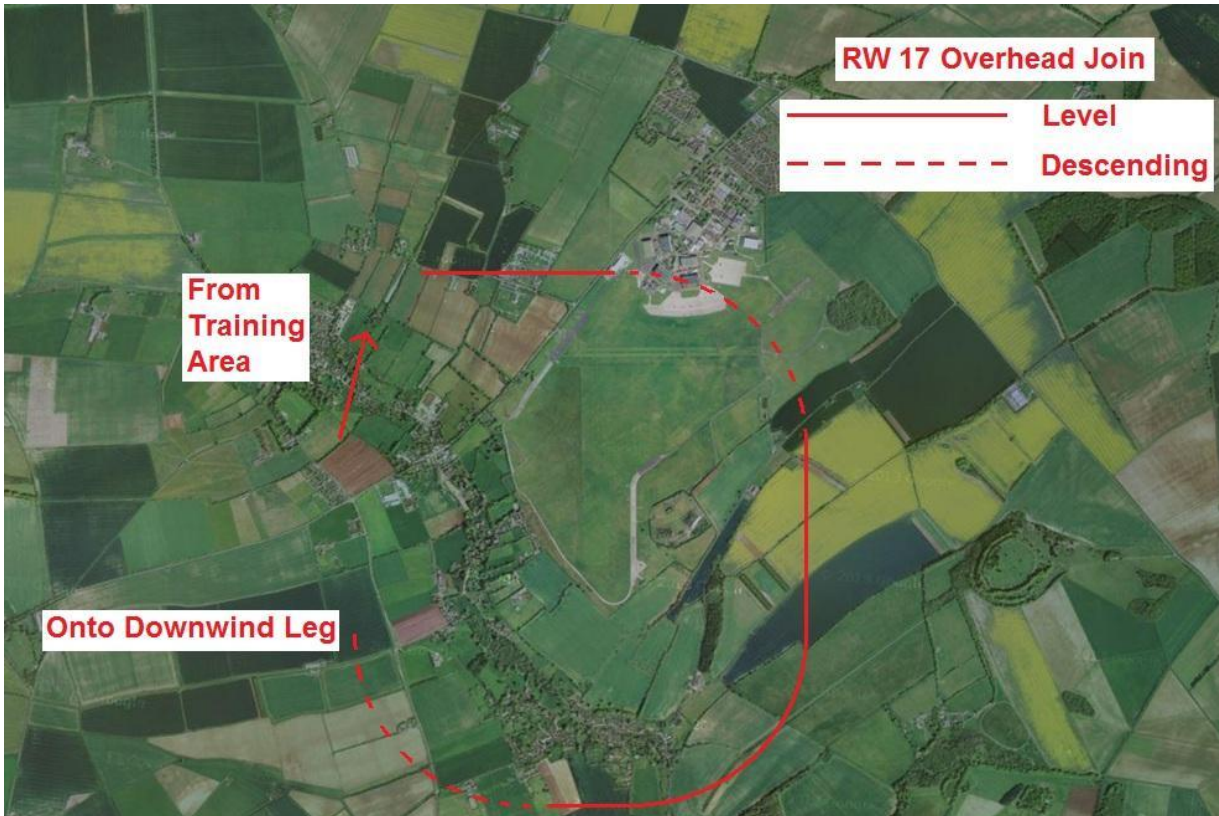 RW 17 Overhead Join
Level
Descending
From
Training
Area
Onto Downwind Leg